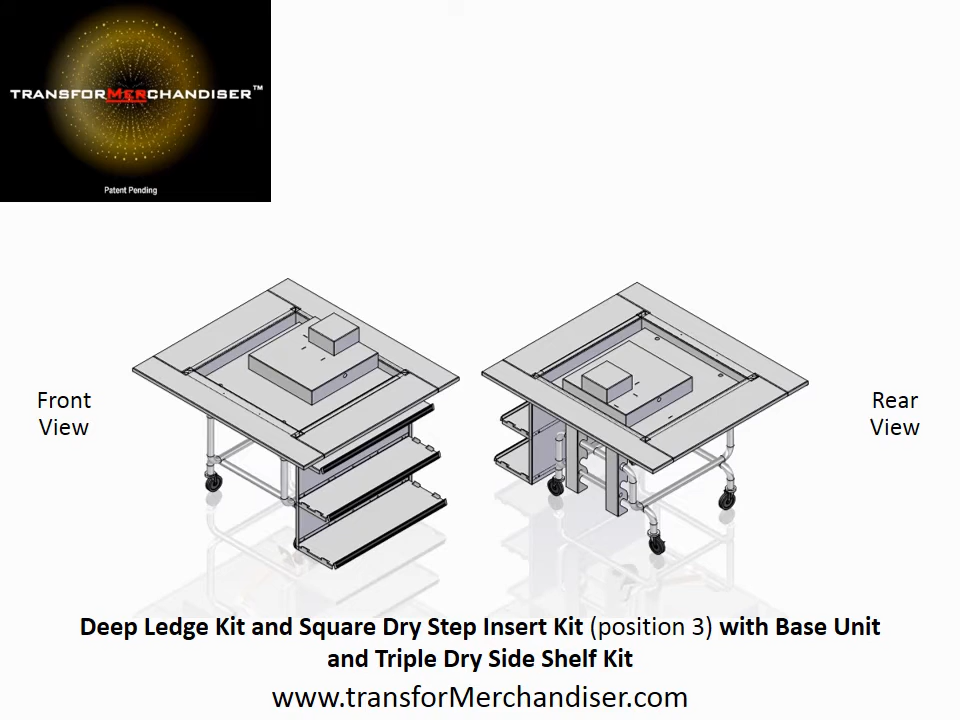 TRANSFORMERCHANDISER™
Patent Pending
Front
View
Rear
View
Deep Ledge Kit and Square Dry Step Insert Kit (position 3) with Base Unit
and Triple Dry Side Shelf Kit
www.transforMerchandiser.com